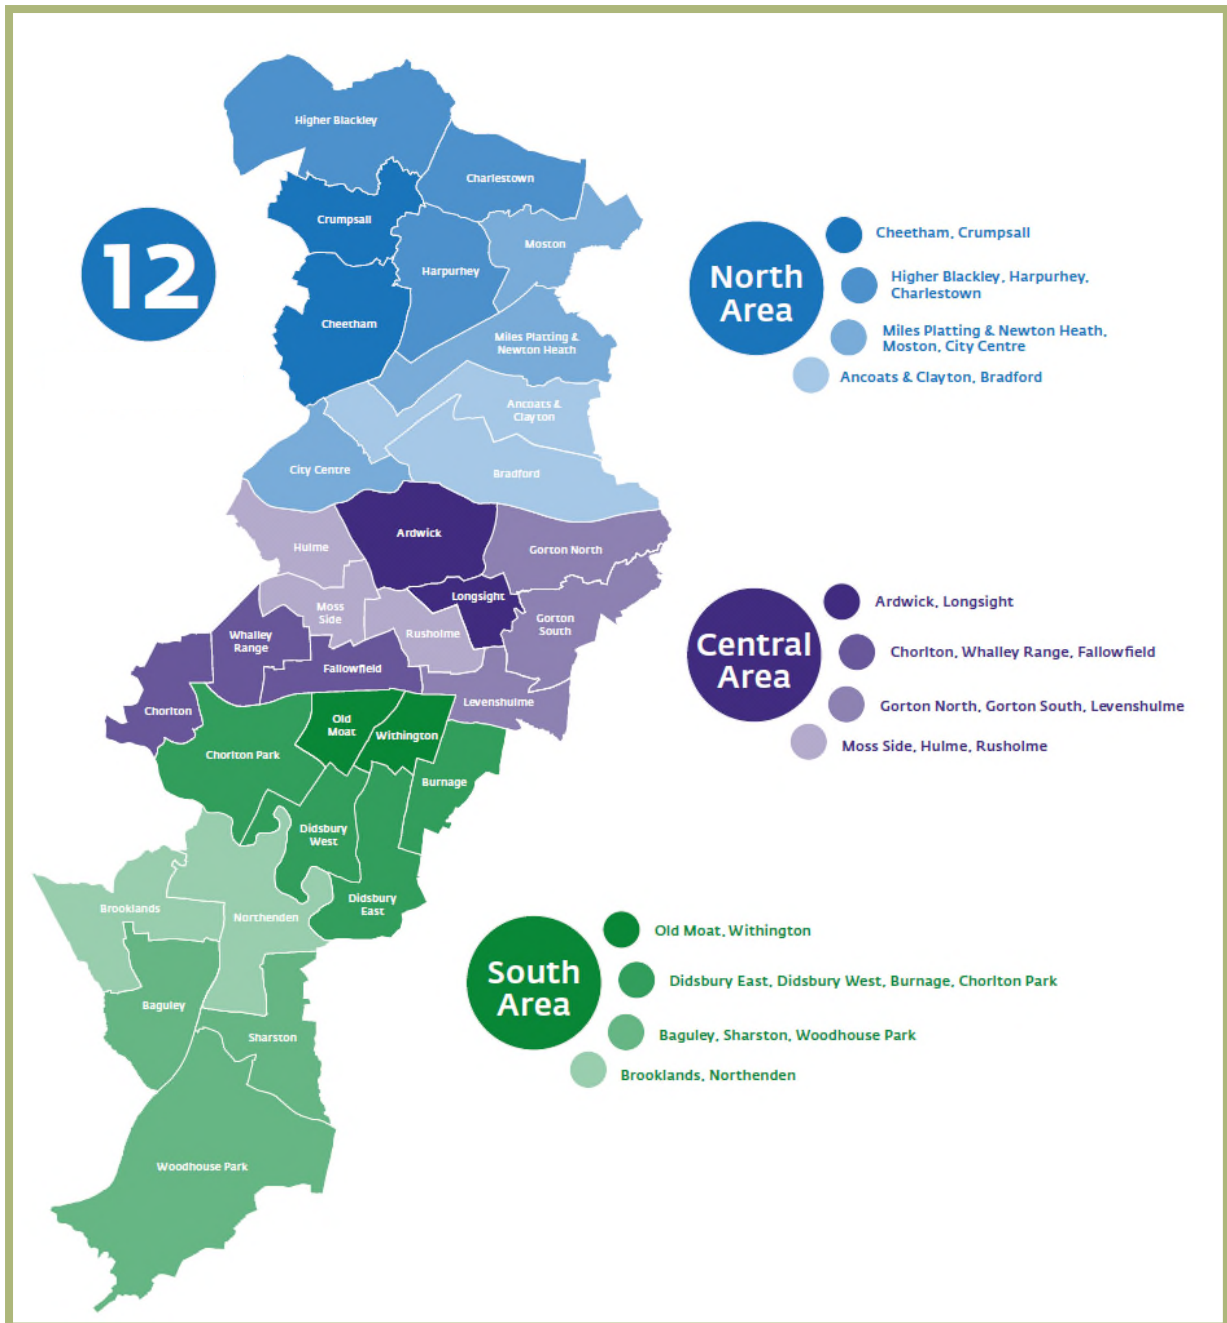 Higher Blackley
Charlestown
Crumpsall
Moston
Harpurhey
Cheetham
Miles Platting &
Newton Heath
Ancoats &
Clayton
City Centre
Bradford
12
North
Area
Cheetham, Crumpsall
Higher Blackley, Harpurhey,
Charlestown
Miles Platting & Newton Heath,
Moston, City Centre
Ancoats & Clayton, Bradford
Ardwick
Hulme
Gorton North
Longsight
Moss
Side
Rusholme
Gorton
South
Whalley
Range
Fallowfield
Levenshulme
Chorlton
Central
Area
Ardwick, Longsight
Chorlton, Whalley Range, Fallowfield
Gorton North, Gorton South, Levenshulme
Moss Side, Hulme, Rusholme
Old
Moat
Withington
Chorlton Park
Burnage
Didsbury
West
Didsbury
East
Brooklands
Northenden
Baguley
Sharston
Woodhouse Park
South
Area
Old Moat, Withington
Didsbury East, Didsbury West, Burnage, Chorlton Park
Baguley, Sharston, Woodhouse Park
Brooklands, Northenden